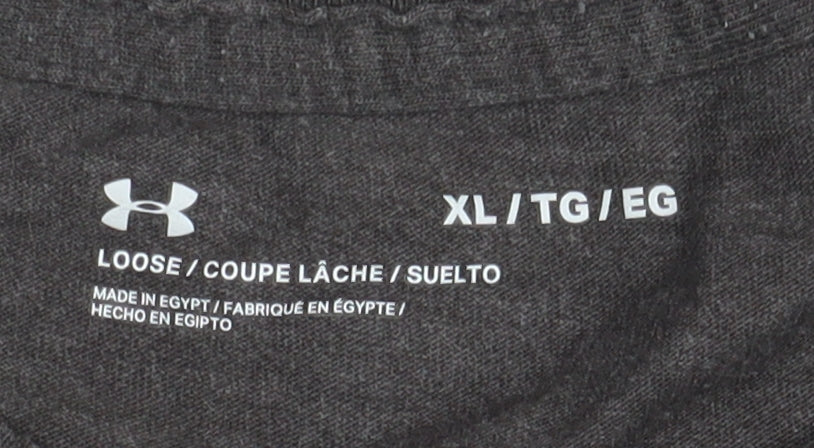 XL / TG / EG
LOOSE / COUPE LÂCHE / SUELTO
MADE IN EGYPT / FABRIQUÉ EN ÉGYPTE /
HECHO EN EGIPTO